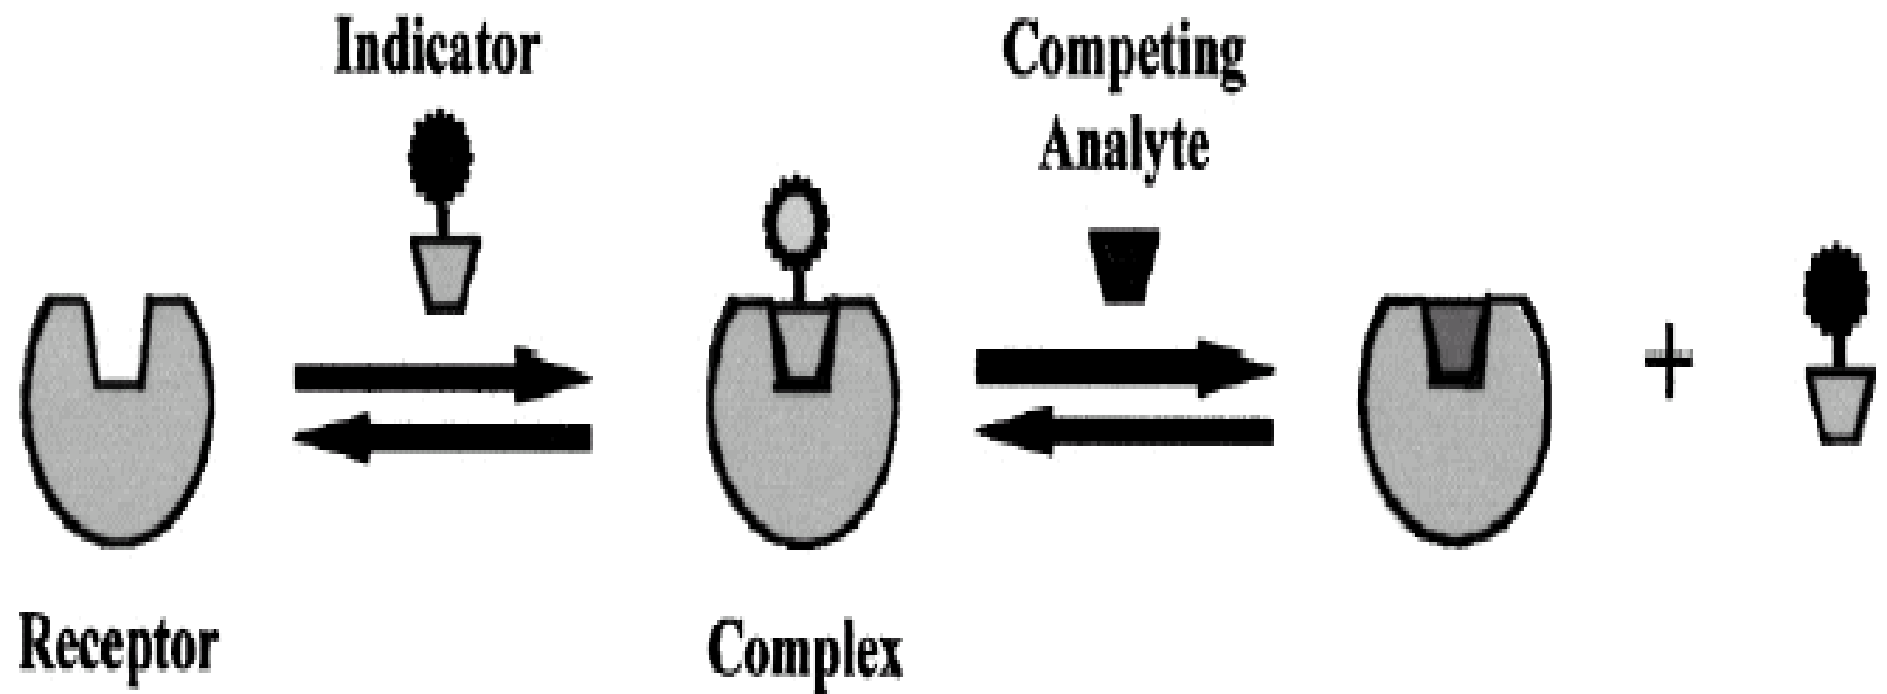 Indicator
Competing
Analyte
+
Receptor
Complex